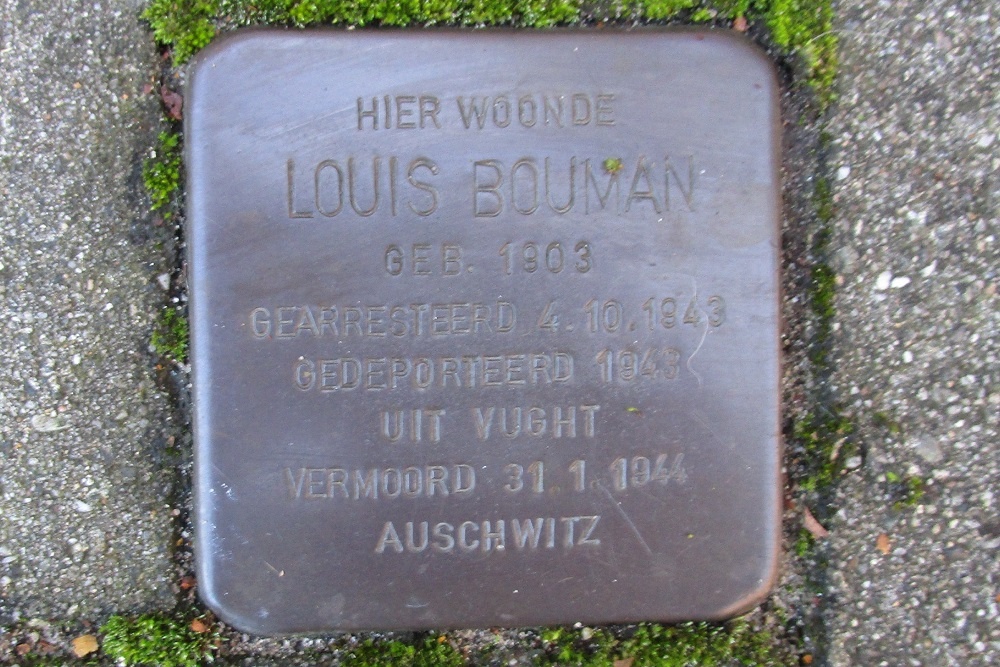 HIER WOONDE
LOUIS BOUMAN
GEB. 1903
GEARRESTEERD 4.10.1943
GEDEPORTEERD 1943
UIT VUGHT
VERMOORD 31.1.1944
AUSCHWITZ